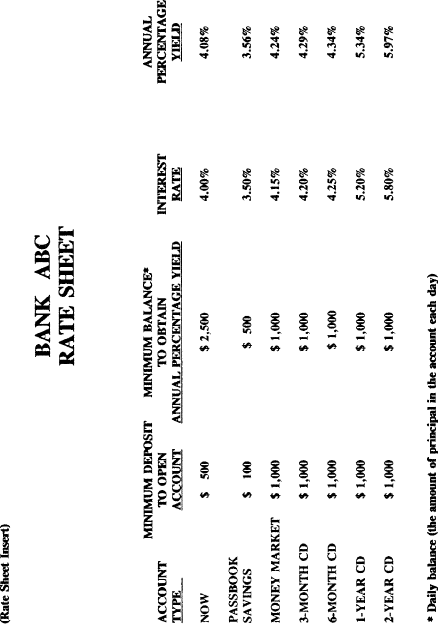 (Rate Sheet Insert)
BANK ABC
RATE SHEET
ACCOUNT TYPE MINIMUM DEPOSIT TO OPEN ACCOUNT MINIMUM BALANCE* TO OBTAIN ANNUAL PERCENTAGE YIELD INTEREST RATE ANNUAL PERCENTAGE YIELD
NOW $ 500 $ 2,500 4.00% 4.08%
PASSBOOK
SAVINGS $ 100 $ 500 3.50% 3.56%
MONEY MARKET $ 1,000 $ 1,000 4.15% 4.24%
3-MONTH CD $ 1,000 $ 1,000 4.20% 4.29%
6-MONTH CD $ 1,000 $ 1,000 4.25% 4.34%
1-YEAR CD $ 1,000 $ 1,000 5.20% 5.34%
2-YEAR CD $ 1,000 $ 1,000 5.80% 5.97%
* Daily balance (the amount of principal in the account each day)